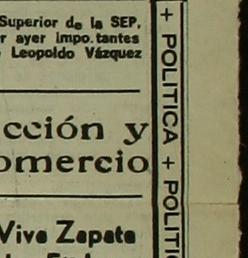 Superior de la SEP,
r ayer impo.tantes
Leopoldo Vázquez
cción y
omercio
Viva Zapata
+ POLITICA + POLITI